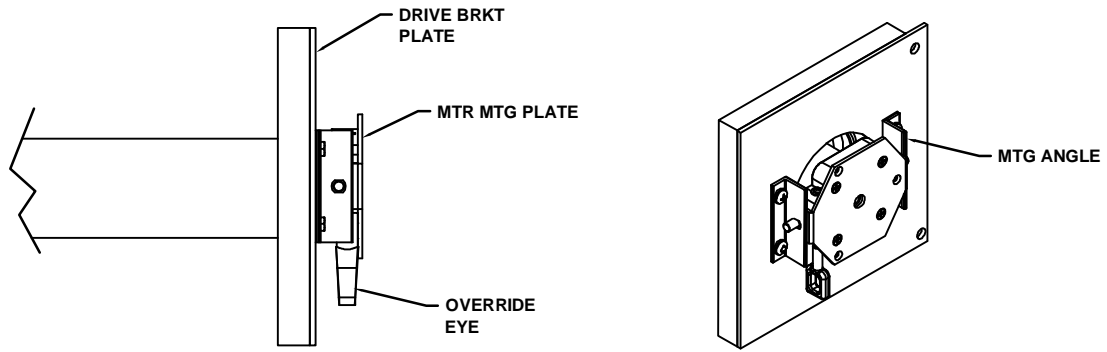 DRIVE BRKT
PLATE
MTR MTG PLATE
MTG ANGLE
OVERRIDE
EYE